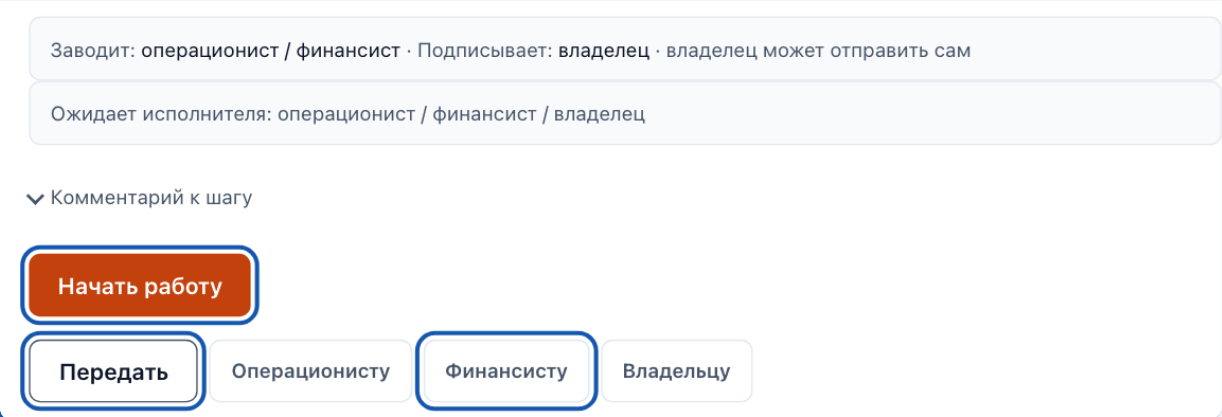 Заводит: операционист / финансист · Подписывает: владелец · владелец может отправить сам
Ожидает исполнителя: операционист / финансист / владелец
Комментарий к шагу
Начать работу
Передать Операционисту Финансисту Владельцу